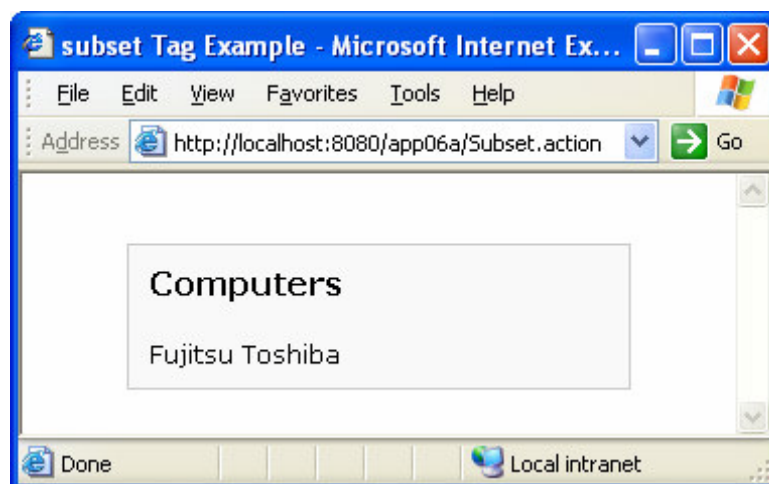 subset Tag Example - Microsoft Internet Ex...
File Edit View Favorites Tools Help
Address http://localhost:8080/app06a/Subset.action Go
Computers
Fujitsu Toshiba
Done Local intranet